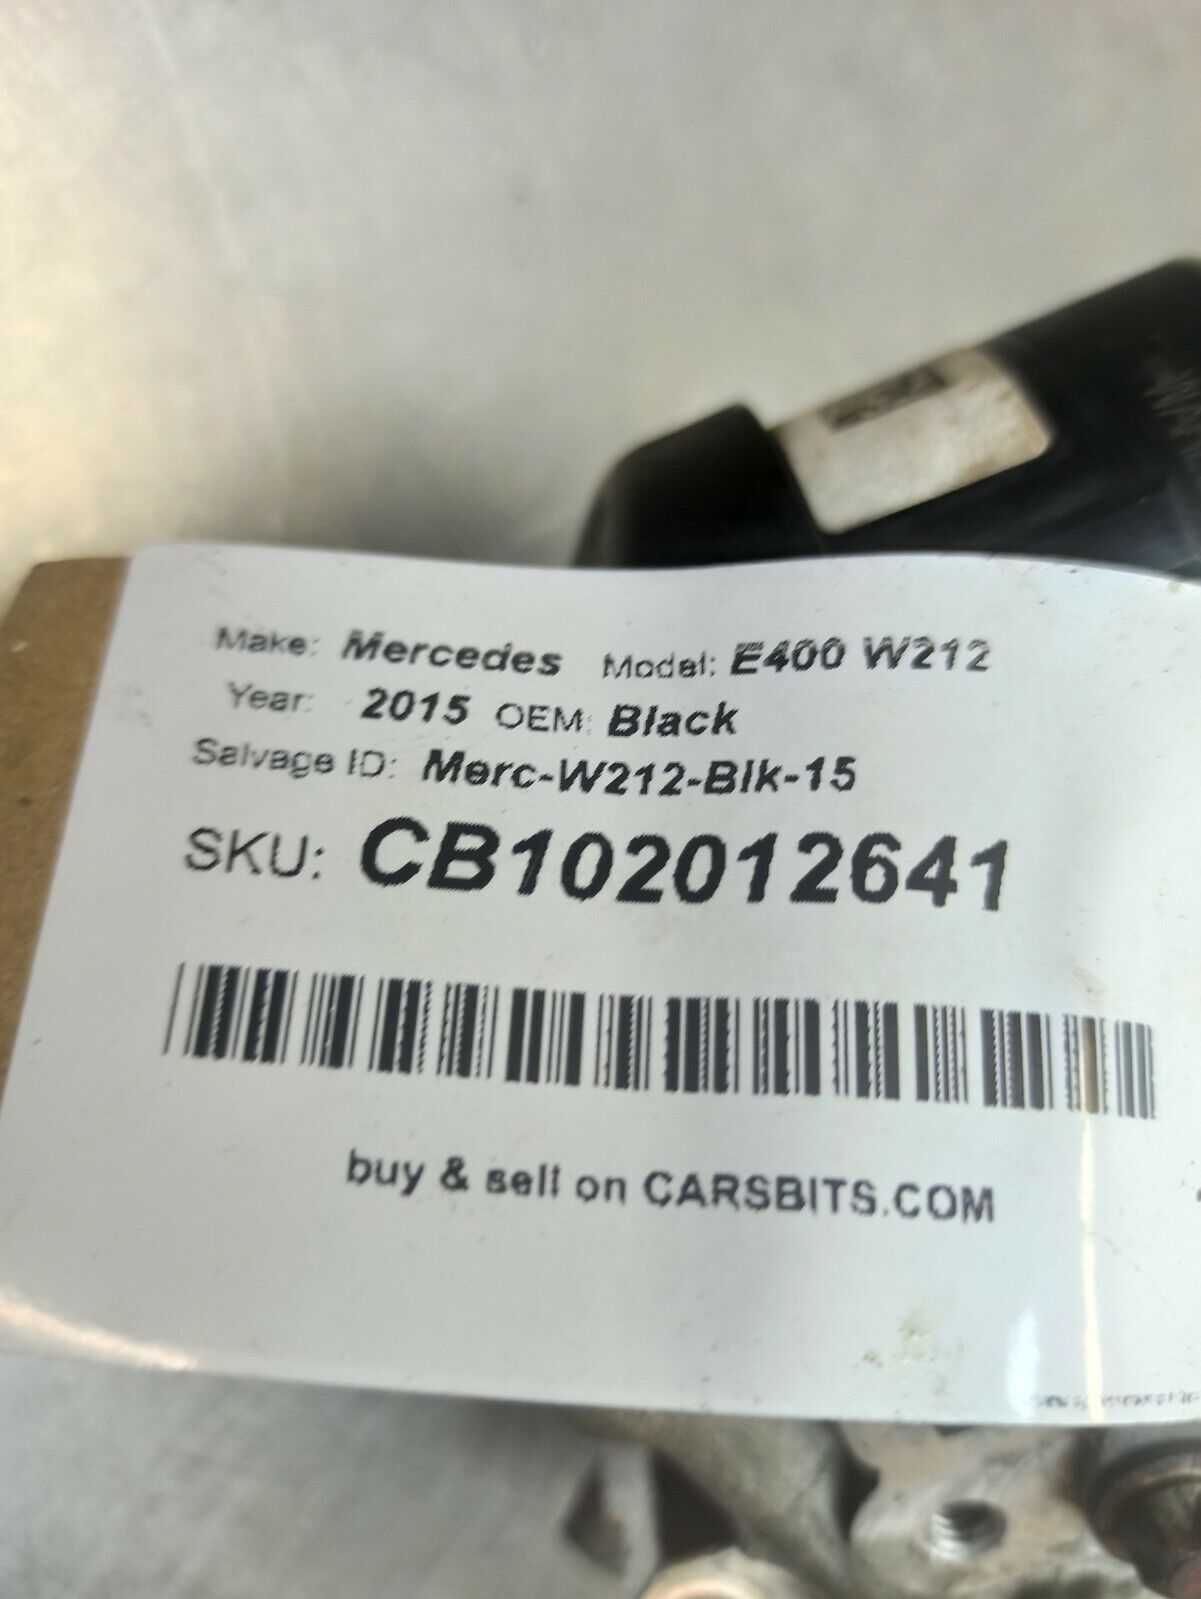 Make: Mercedes Model: E400 W212
Year: 2015 OEM: Black
Salvage ID: Merc-W212-Blk-15
SKU: CB102012641
buy & sell on CARSBITS.COM